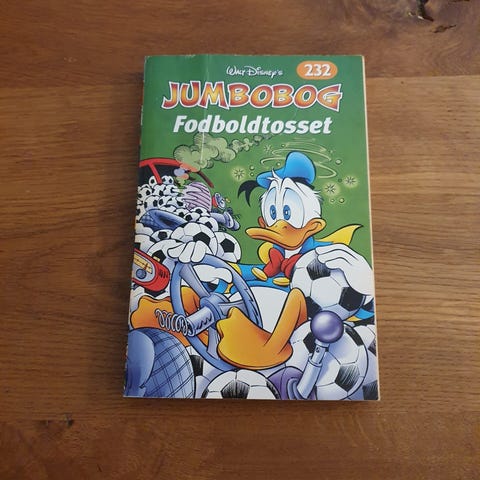 Walt Disney's
232
JUMBOBOG
Fodboldtosset